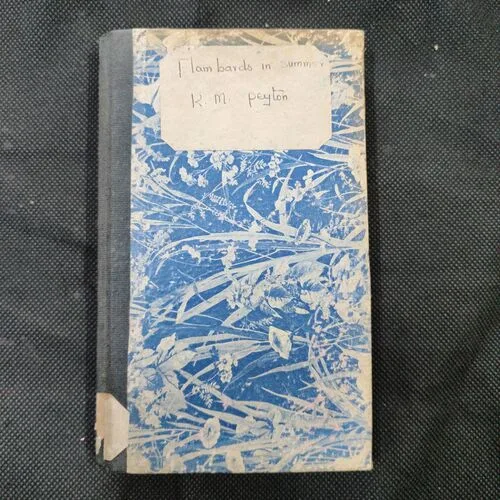 Flambards in summer
K. M. Peyton